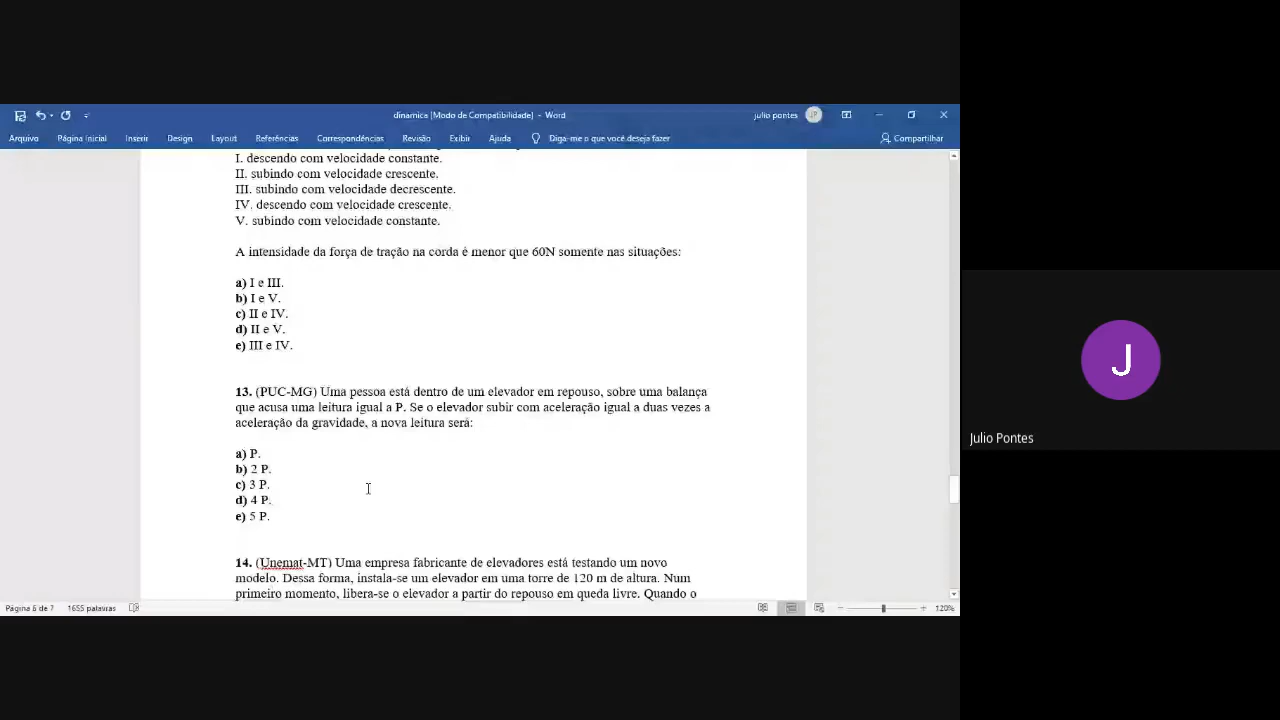 dinamica [Modo de Compatibilidade] - Word
julio pontes
JP
Arquivo Página Inicial Inserir Design Layout Referências Correspondências Revisão Exibir Ajuda Diga-me o que você deseja fazer Compartilhar
I. descendo com velocidade constante.
II. subindo com velocidade crescente.
III. subindo com velocidade decrescente.
IV. descendo com velocidade crescente.
V. subindo com velocidade constante.
A intensidade da força de tração na corda é menor que 60N somente nas situações:
a) I e III.
b) I e V.
c) II e IV.
d) II e V.
e) III e IV.
13. (PUC-MG) Uma pessoa está dentro de um elevador em repouso, sobre uma balança
que acusa uma leitura igual a P. Se o elevador subir com aceleração igual a duas vezes a
aceleração da gravidade, a nova leitura será:
a) P.
b) 2 P.
c) 3 P.
d) 4 P.
e) 5 P.
14. (Unemat-MT) Uma empresa fabricante de elevadores está testando um novo
modelo. Dessa forma, instala-se um elevador em uma torre de 120 m de altura. Num
primeiro momento, libera-se o elevador a partir do repouso em queda livre. Quando o
Página 6 de 7 1655 palavras
120%
J
Julio Pontes